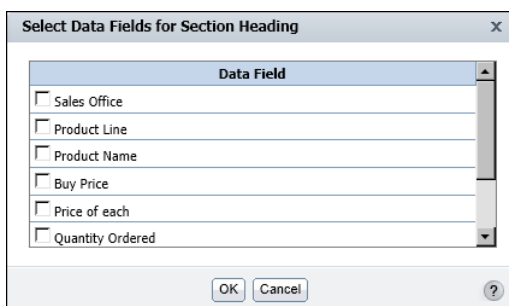 Select Data Fields for Section Heading x
Data Field
Sales Office
Product Line
Product Name
Buy Price
Price of each
Quantity Ordered
OK Cancel ?